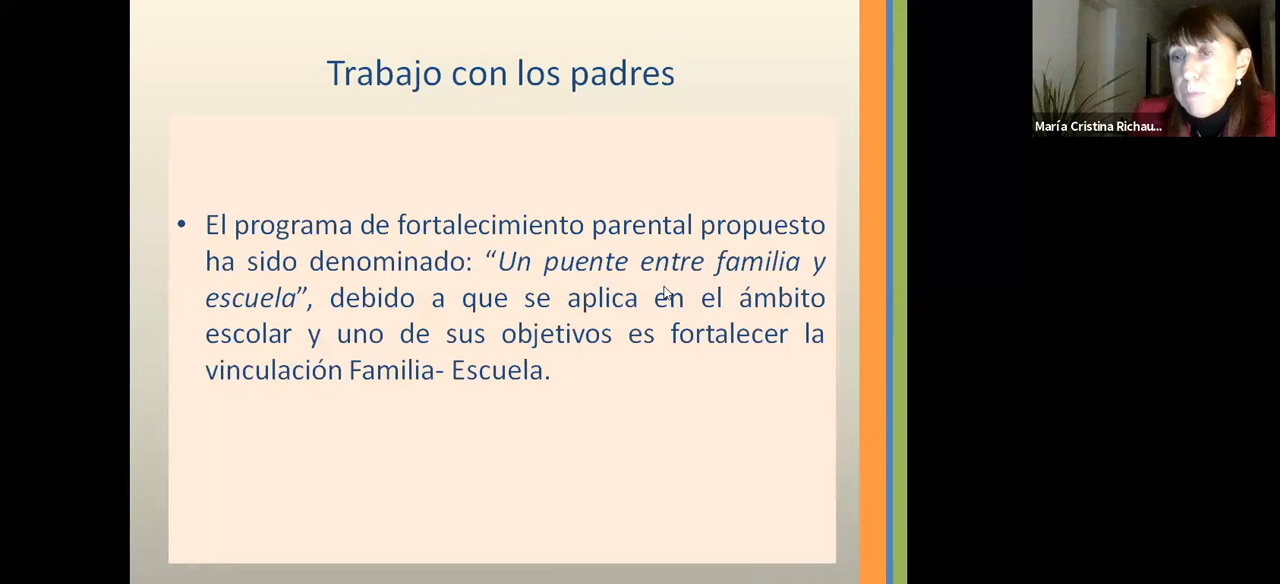 Trabajo con los padres
• El programa de fortalecimiento parental propuesto
ha sido denominado: “Un puente entre familia y
escuela”, debido a que se aplica en el ámbito
escolar y uno de sus objetivos es fortalecer la
vinculación Familia- Escuela.
María Cristina Richau...